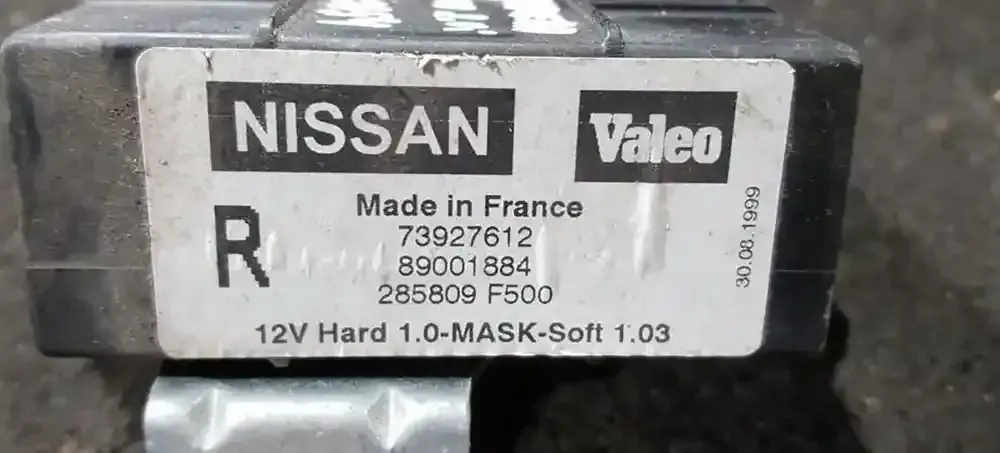 NISSAN Valeo
Made in France
R
73927612
89001884
285809 F500
12V Hard 1.0-MASK-Soft 1.03
30.08.1999